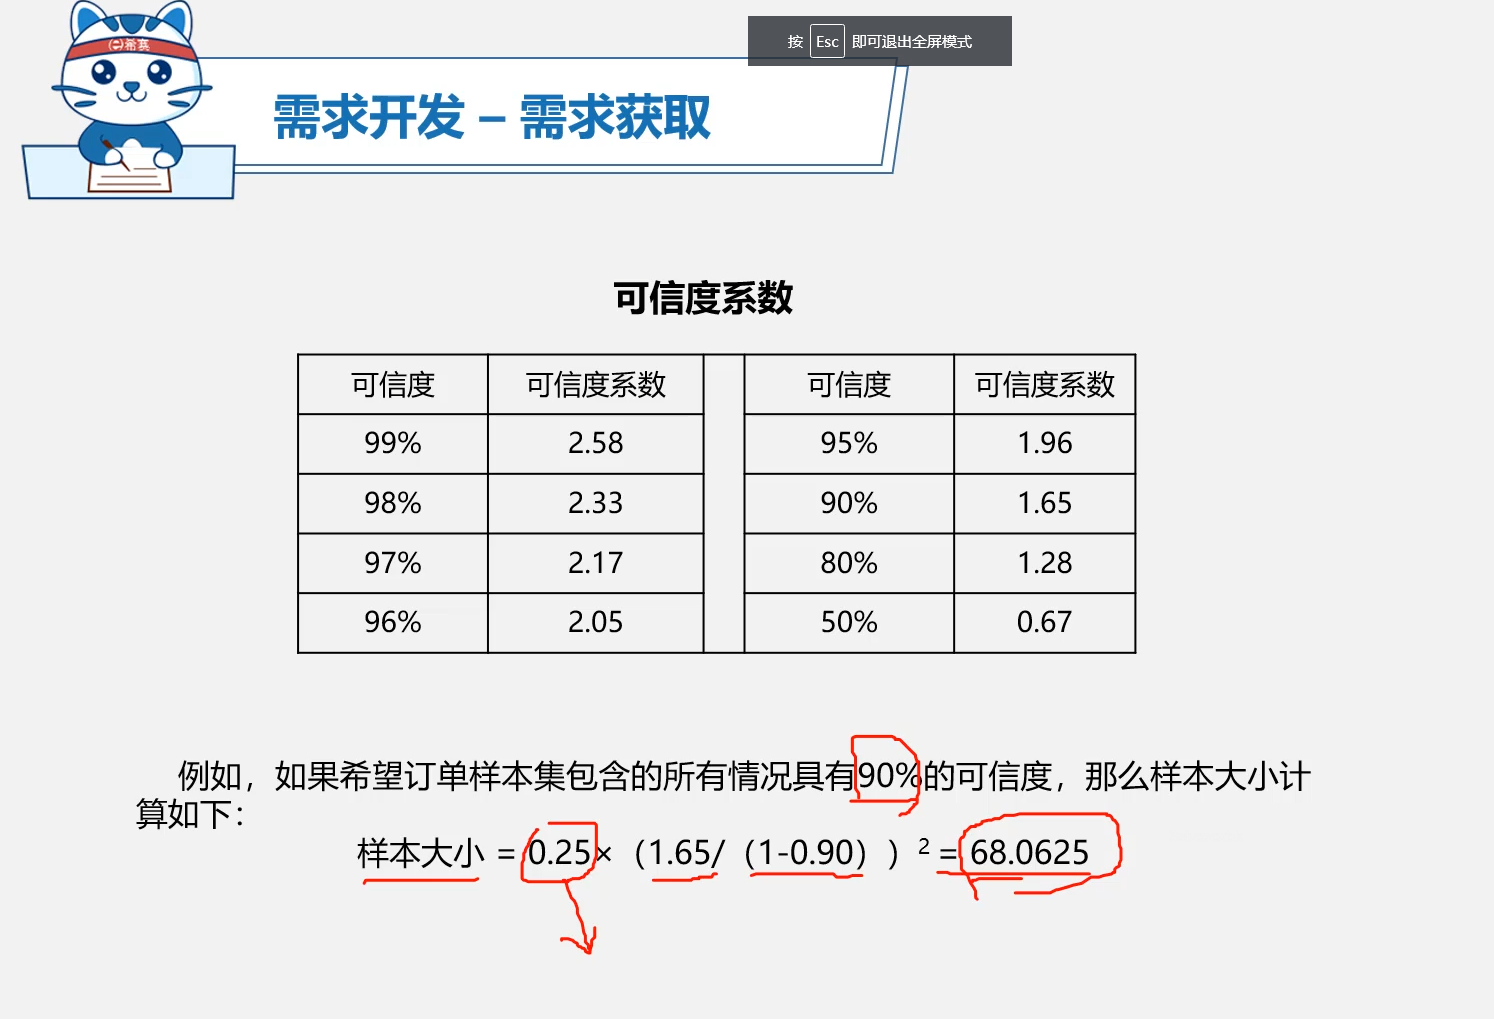 按 Esc 即可退出全屏模式
希赛
需求开发 – 需求获取
可信度系数
可信度 可信度系数 可信度 可信度系数
99% 2.58 95% 1.96
98% 2.33 90% 1.65
97% 2.17 80% 1.28
96% 2.05 50% 0.67
例如，如果希望订单样本集包含的所有情况具有90%的可信度，那么样本大小计
算如下：
样本大小 = 0.25×（1.65/（1-0.90））² = 68.0625